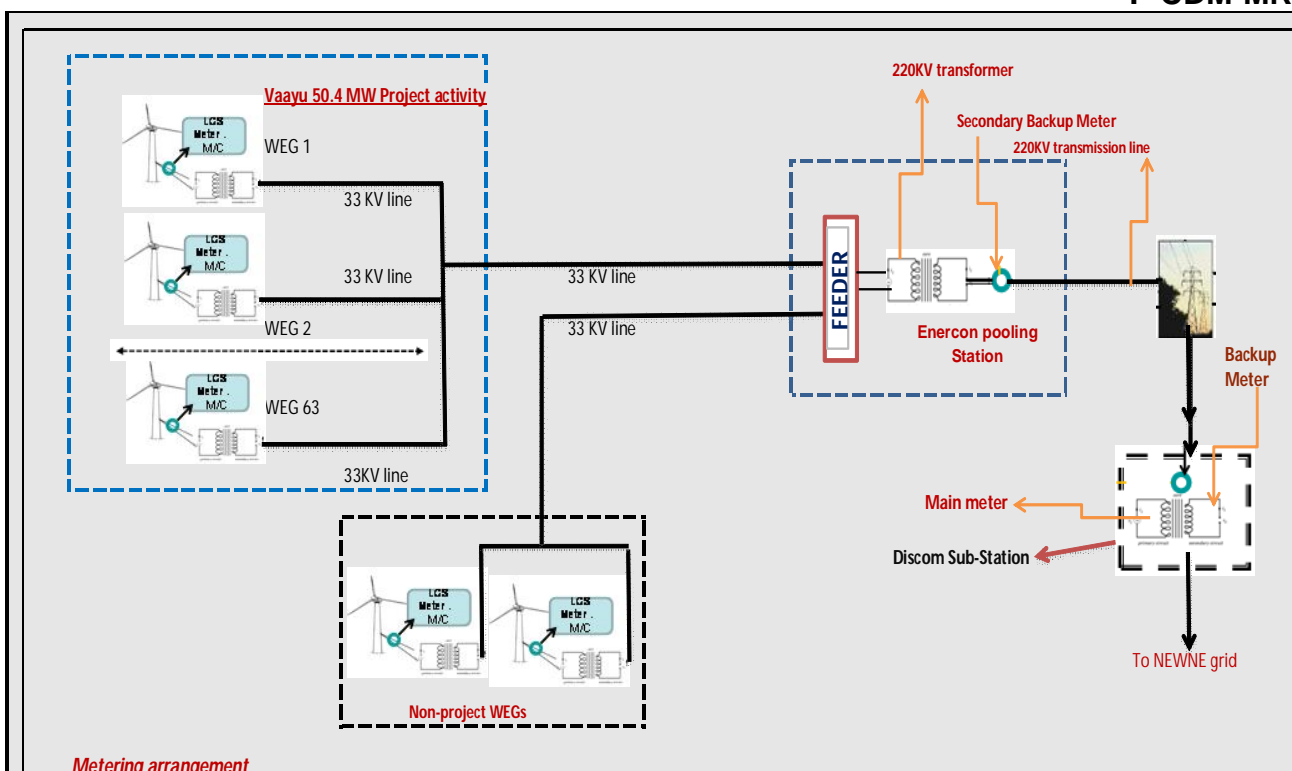 220KV transformer
Vaayu 50.4 MW Project activity
Secondary Backup Meter
220KV transmission line
LCS
Meter .
M/C
WEG 1
33 KV line
LCS
Meter .
M/C
33 KV line
WEG 2
33 KV line
33 KV line
FEEDER
Enercon pooling
Station
Backup
Meter
LCS
Meter .
M/C
WEG 63
33KV line
Main meter
Discom Sub-Station
LCS
Meter .
M/C
LCS
Meter .
M/C
To NEWNE grid
Non-project WEGs
Metering arrangement